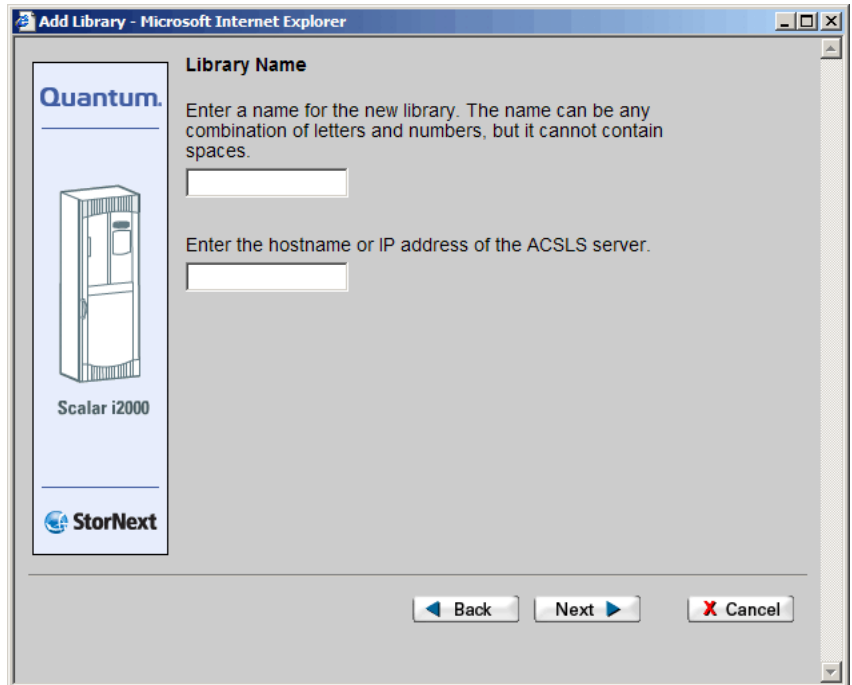 Add Library - Microsoft Internet Explorer
Library Name
Quantum.
Enter a name for the new library. The name can be any
combination of letters and numbers, but it cannot contain
spaces.
Enter the hostname or IP address of the ACSLS server.
Scalar i2000
StorNext
Back
Next
X Cancel